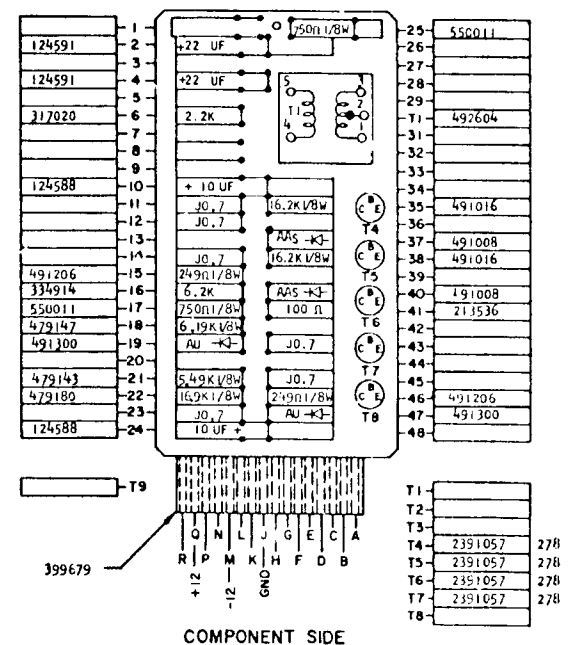 1
124591 2 +22 UF
3
124591 4 +22 UF
5
317020 6 2.2K
7
8
9
124588 10 + 10 UF
11 J0.7
12 J0.7
13
14 J0.7
491206 15 249Ω1/8W
334914 16 6.2K
550011 17 750Ω1/8W
479147 18 6.19K1/8W
491300 19 AU
20
479143 21 5.49K1/8W
479180 22 16.9K1/8W
23 J0.7
124588 24 10 UF +
T9
399679
750Ω1/8W
5 T1 4
2 1
16.2K1/8W
AAS
16.2K1/8W
AAS
100 Ω
J0.7
J0.7
249Ω1/8W
AU
B C E T4
B C E T5
B C E T6
B C E T7
B C E T8
25 550011
26
27
28
29
T1 492604
31
32
33
34
35 491016
36
37 491008
38 491016
39
40 491008
41 213536
42
43
44
45
46 491206
47 491300
48
R Q P N M L K J H G F E D C B A
+12 -12 GND
T1
T2
T3
T4 2391057 278
T5 2391057 278
T6 2391057 278
T7 2391057 278
T8
COMPONENT SIDE